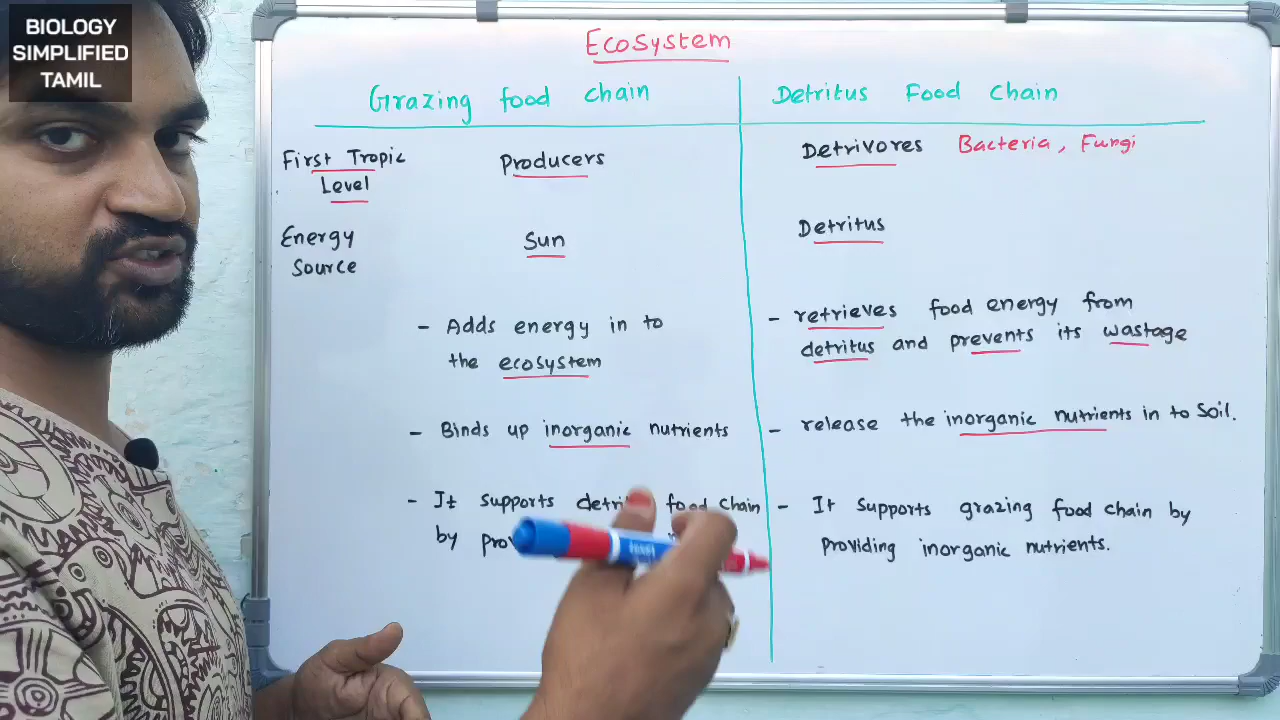 BIOLOGY
SIMPLIFIED
TAMIL
Ecosystem
Grazing food chain
Detritus Food Chain
First Tropic
Level
Producers
Detrivores Bacteria, Fungi
Energy
Source
Sun
Detritus
- Adds energy in to
the ecosystem
- retrieves food energy from
detritus and prevents its wastage
- Binds up inorganic nutrients
- release the inorganic nutrients in to Soil.
- It supports food chain
by
- It supports grazing food chain by
providing inorganic nutrients.